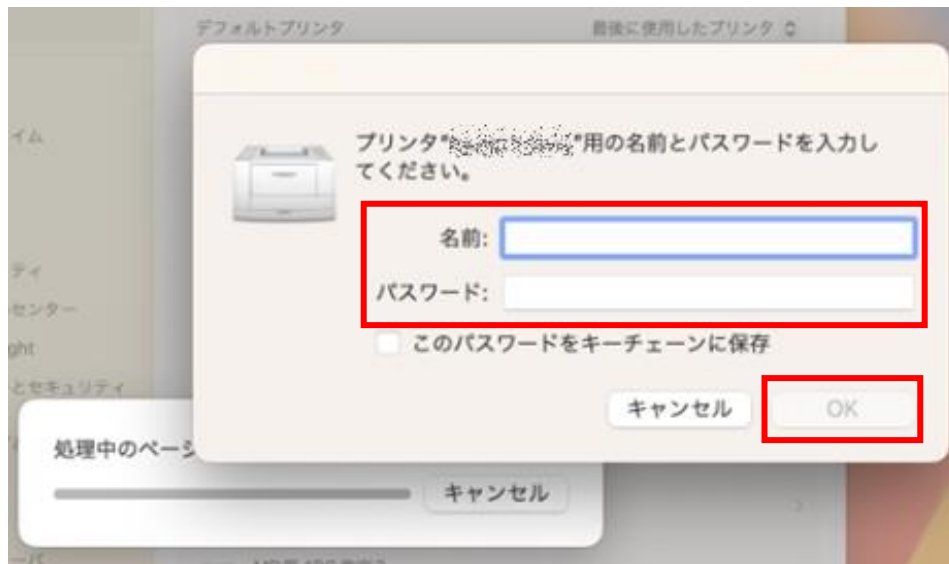 デフォルトプリンタ 最後に使用したプリンタ
イム
プリンタ“ ”用の名前とパスワードを入力し
てください。
名前:
パスワード:
ティ
センター
ght
とセキュリティ
このパスワードをキーチェーンに保存
キャンセル OK
処理中のページ
キャンセル